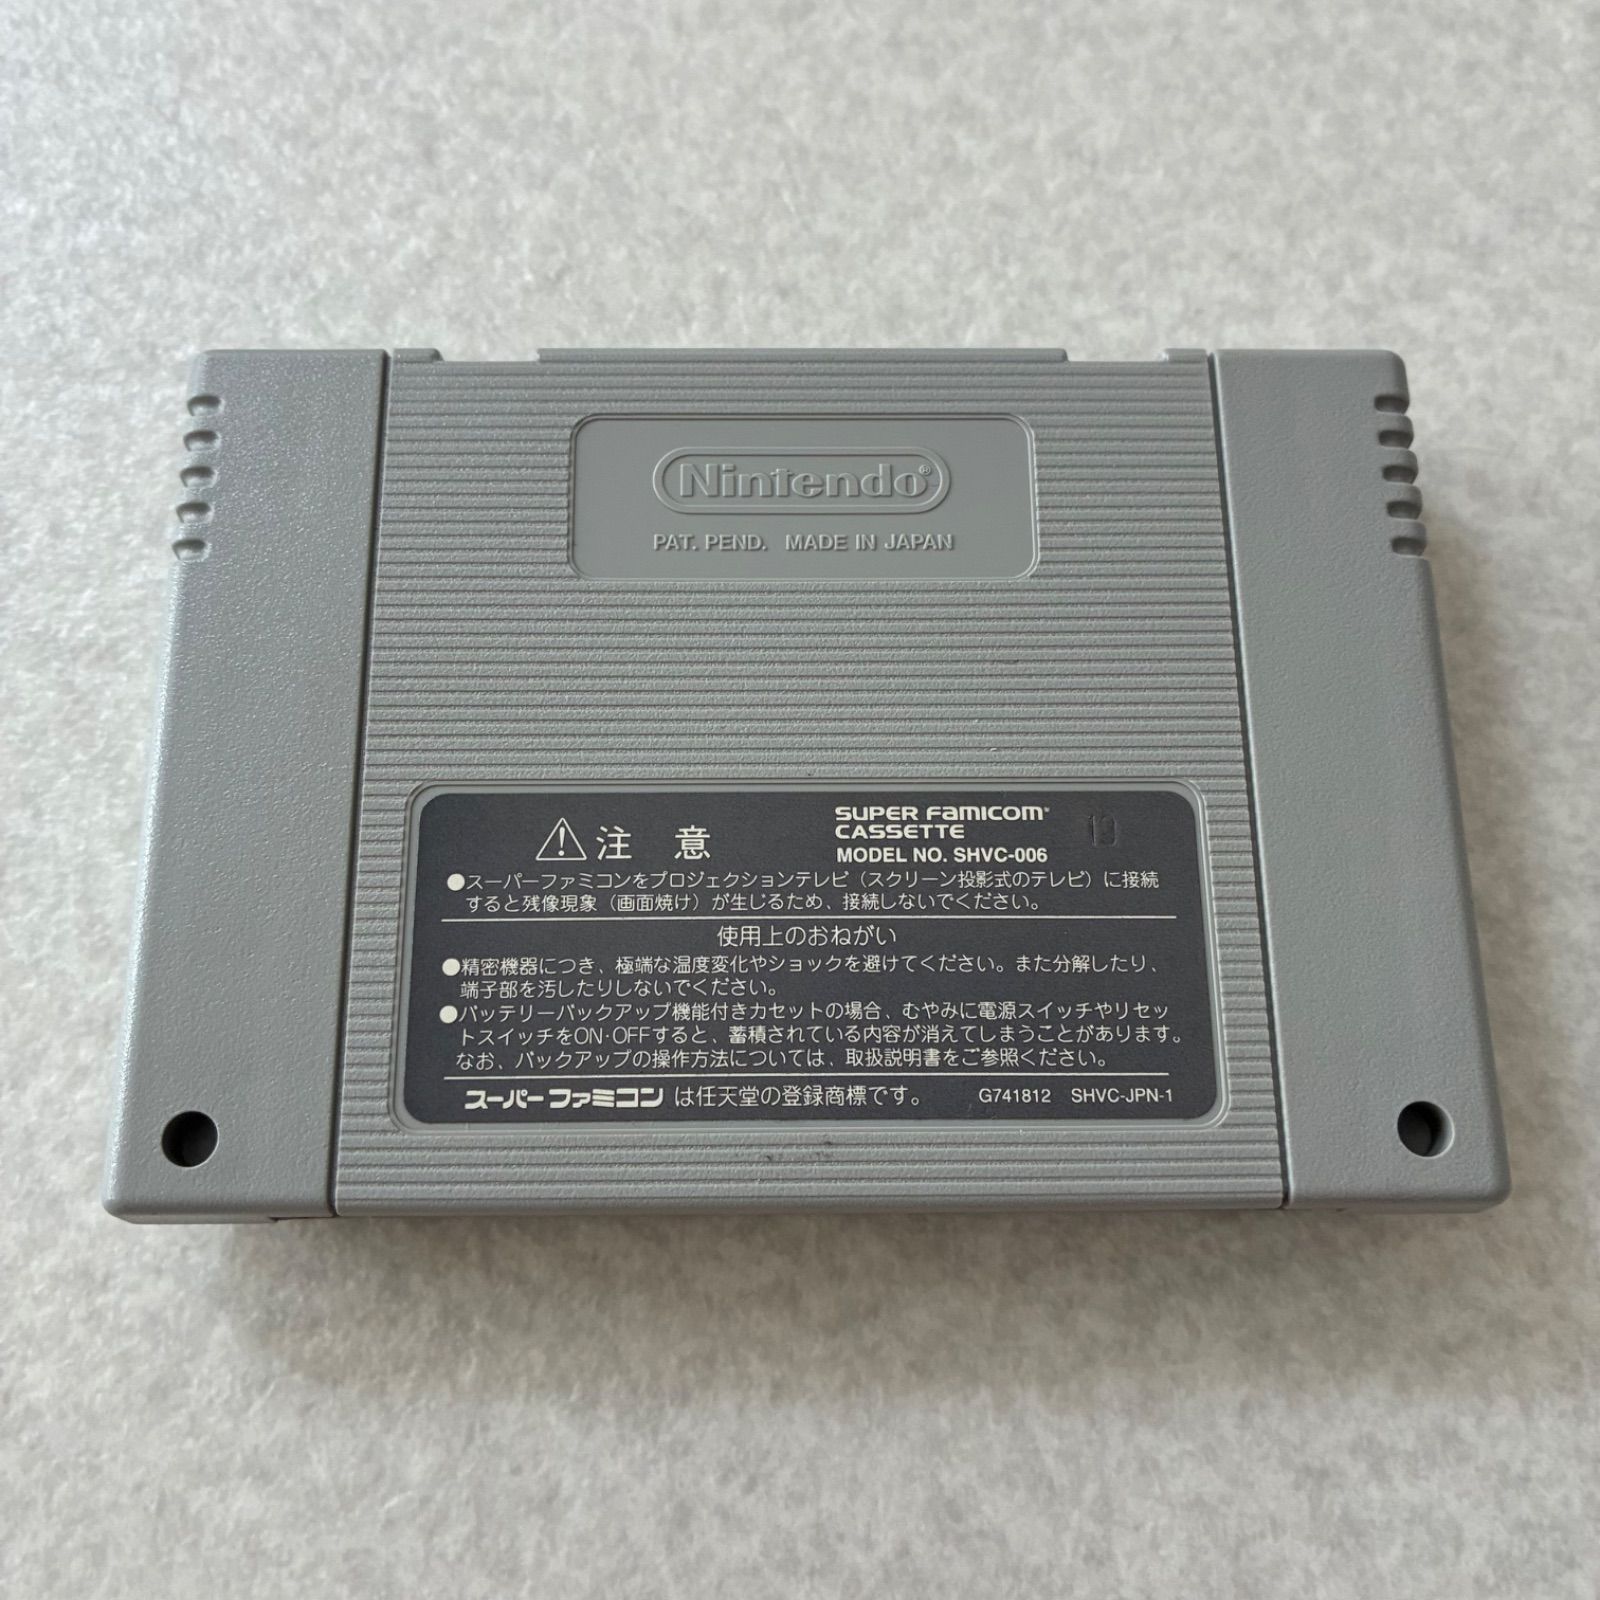 Nintendo®
PAT. PEND. MADE IN JAPAN
⚠注意
SUPER FAMICOM™
CASSETTE
MODEL NO. SHVC-006
13
●スーパーファミコンをプロジェクションテレビ（スクリーン投影式のテレビ）に接続
すると残像現象（画面焼け）が生じるため、接続しないでください。
使用上のおねがい
●精密機器につき、極端な温度変化やショックを避けてください。また分解したり、
端子部を汚したりしないでください。
●バッテリーバックアップ機能付きカセットの場合、むやみに電源スイッチやリセッ
トスイッチをON·OFFすると、蓄積されている内容が消えてしまうことがあります。
なお、バックアップの操作方法については、取扱説明書をご参照ください。
スーパーファミコンは任天堂の登録商標です。 G741812 SHVC-JPN-1